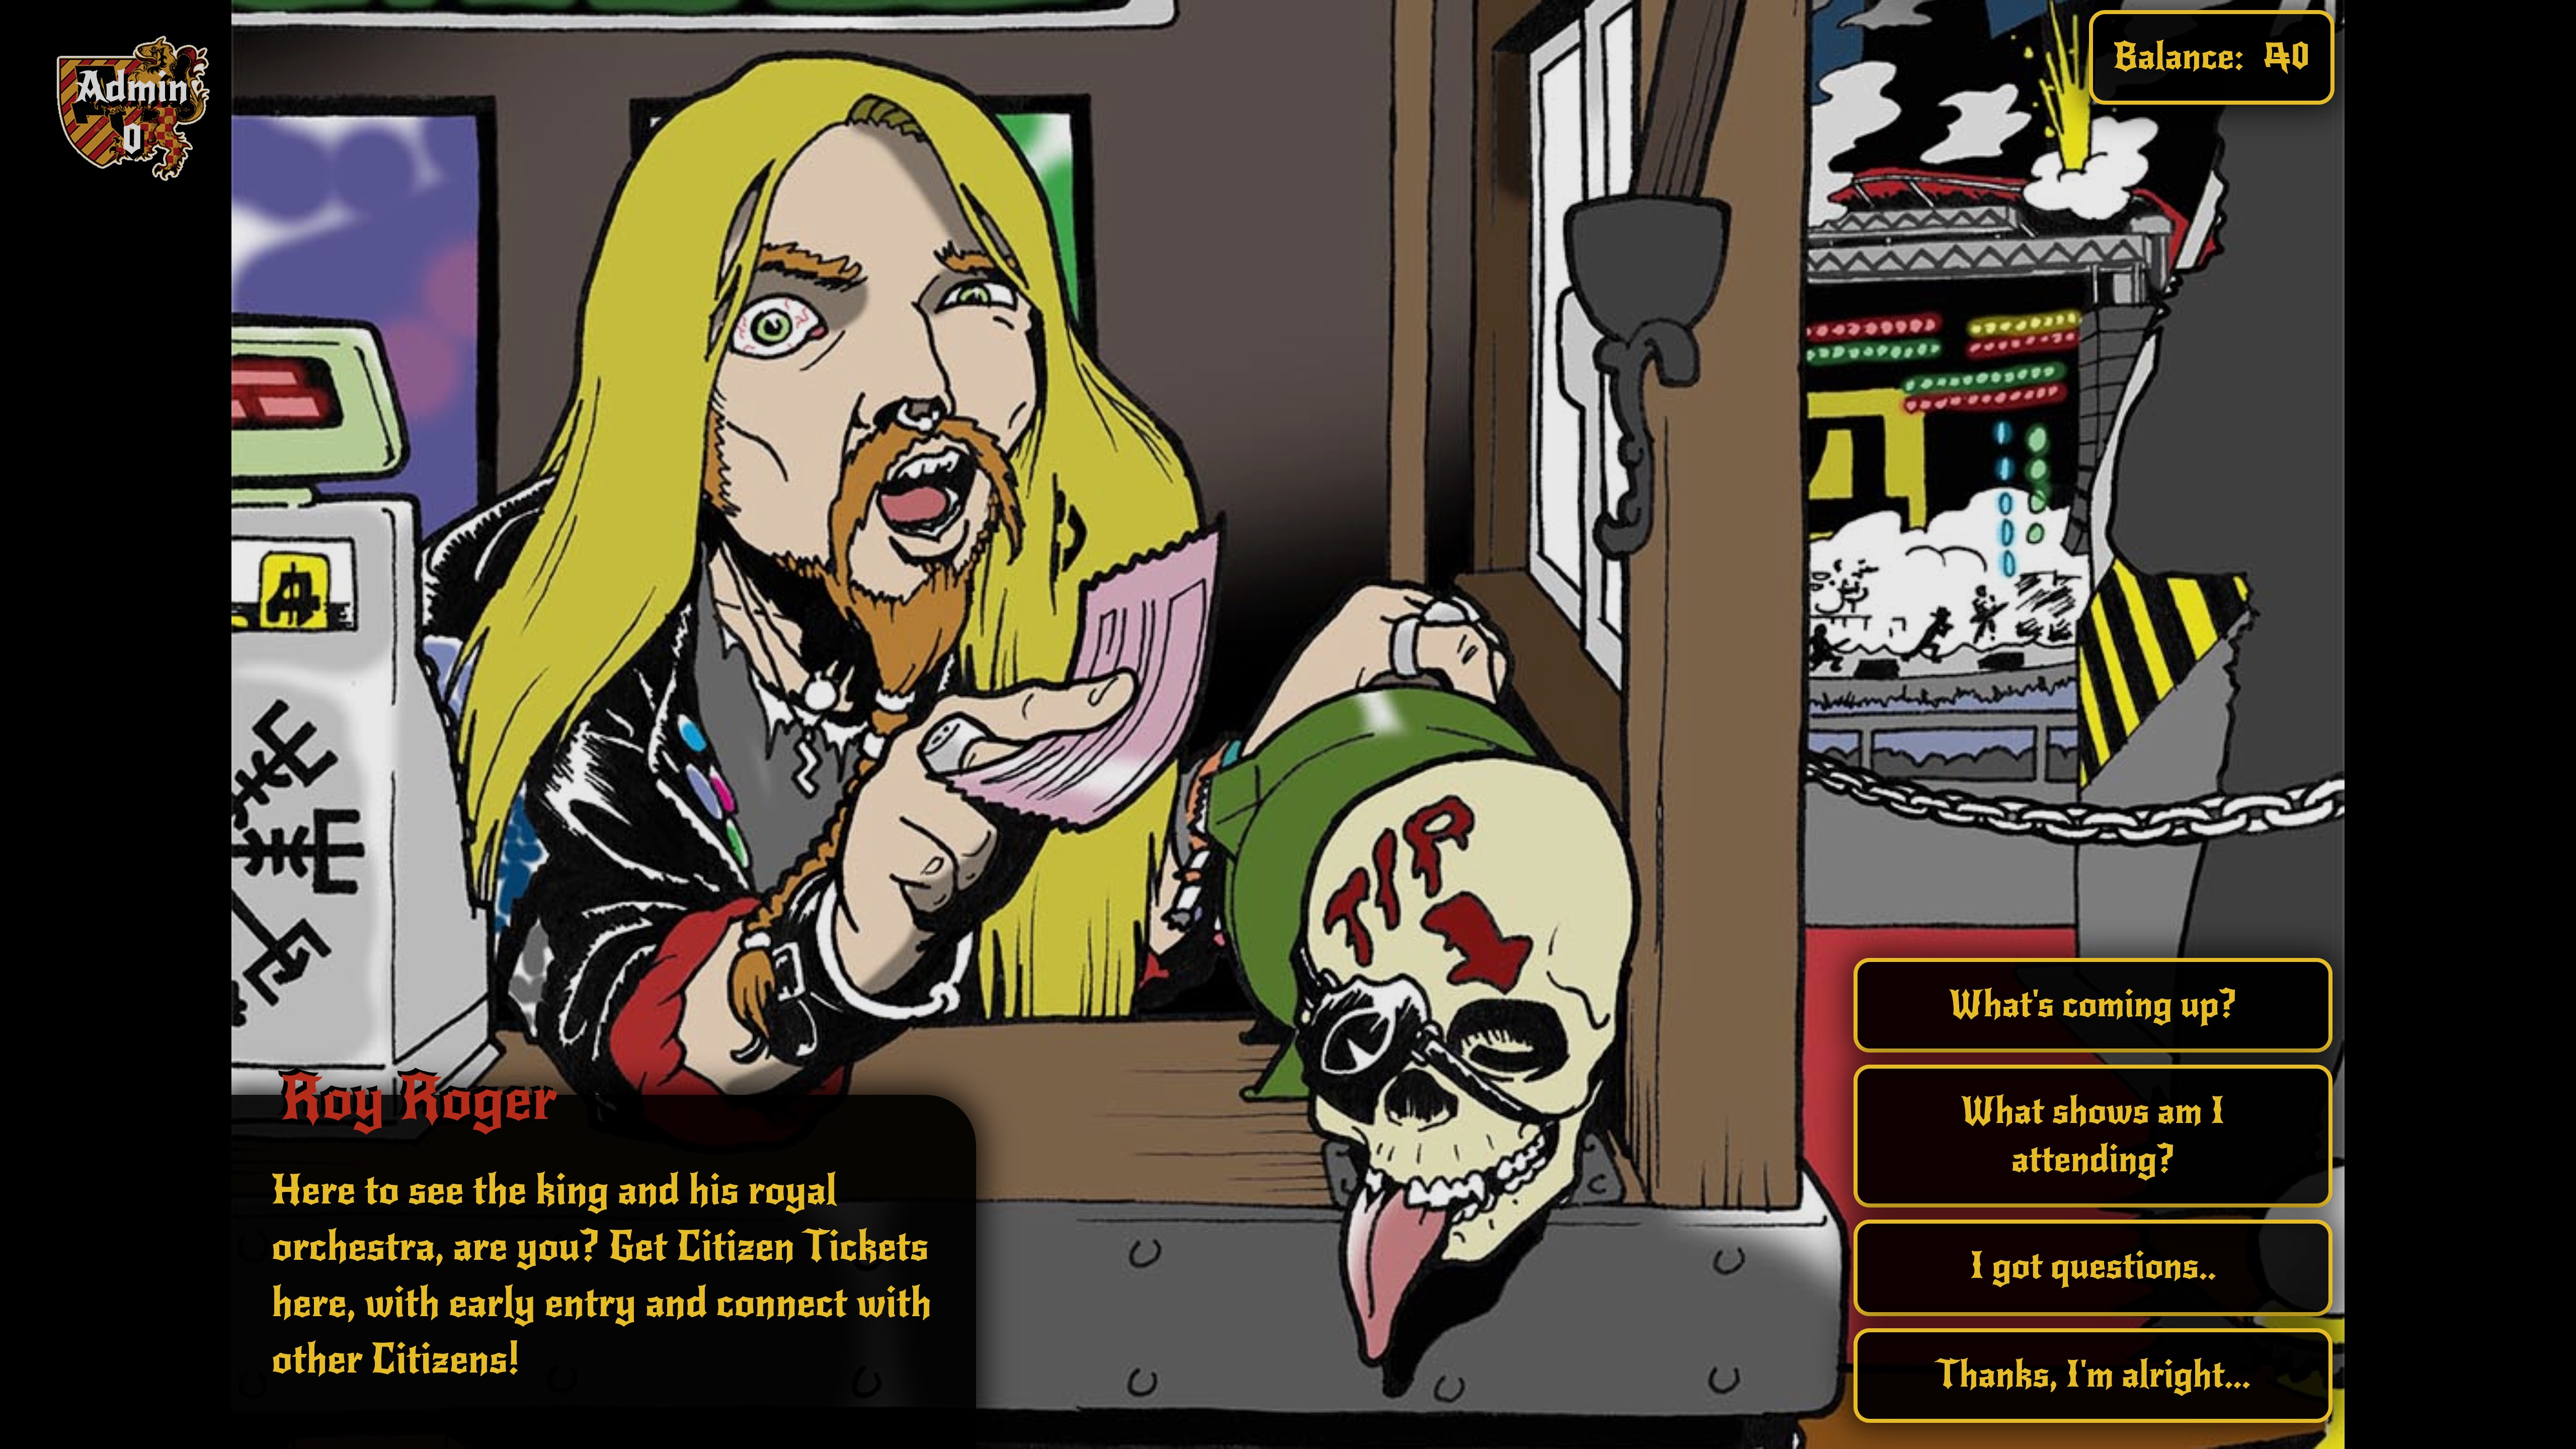 Admin
0
Balance: A0
TIP
Roy Roger
Here to see the king and his royal
orchestra, are you? Get Citizen Tickets
here, with early entry and connect with
other Citizens!
What's coming up?
What shows am I
attending?
I got questions..
Thanks, I'm alright...